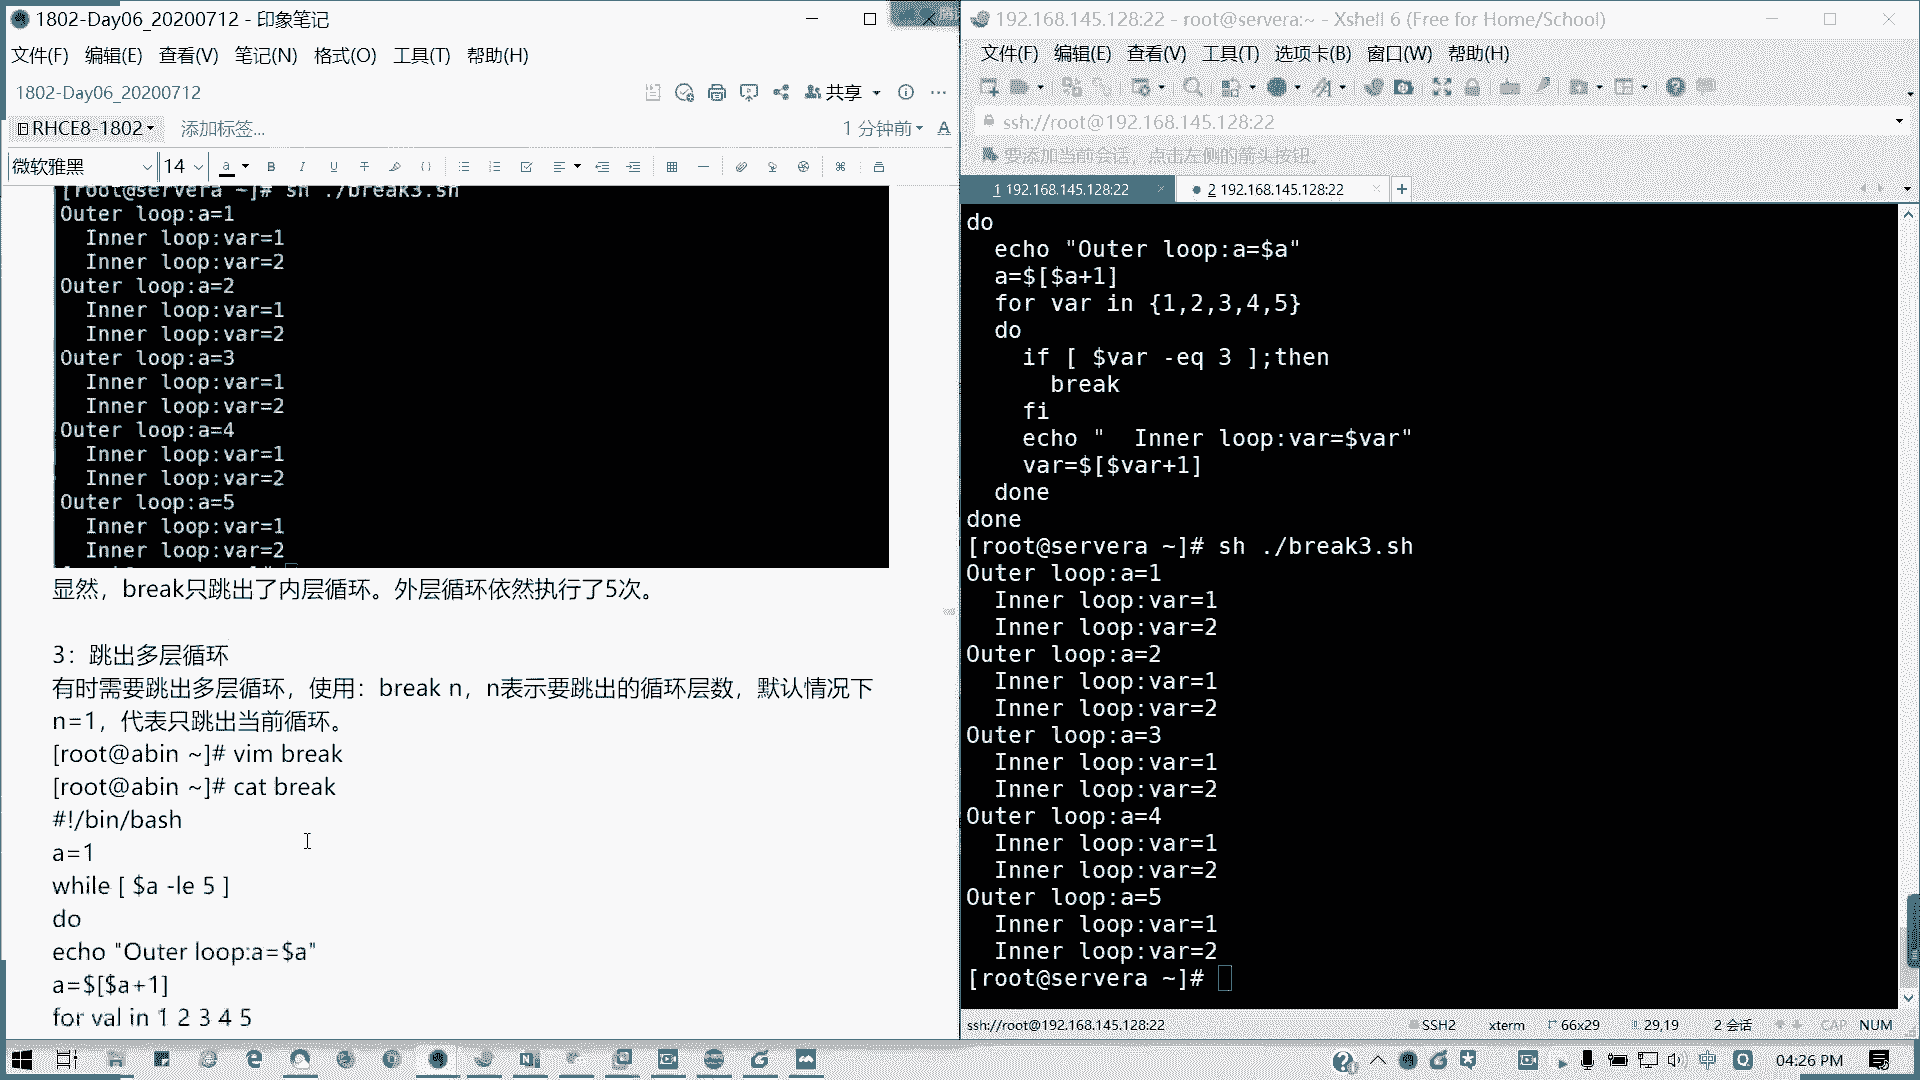 1802-Day06_20200712 - 印象笔记
文件(F) 编辑(E) 查看(V) 笔记(N) 格式(O) 工具(T) 帮助(H)
1802-Day06_20200712
共享
RHCE8-1802
添加标签...
1 分钟前
微软雅黑
14
[root@servera ~]# sh ./break3.sh
Outer loop:a=1
Inner loop:var=1
Inner loop:var=2
Outer loop:a=2
Inner loop:var=1
Inner loop:var=2
Outer loop:a=3
Inner loop:var=1
Inner loop:var=2
Outer loop:a=4
Inner loop:var=1
Inner loop:var=2
Outer loop:a=5
Inner loop:var=1
Inner loop:var=2
显然，break只跳出了内层循环。外层循环依然执行了5次。
3：跳出多层循环
有时需要跳出多层循环，使用：break n，n表示要跳出的循环层数，默认情况下
n=1，代表只跳出当前循环。
[root@abin ~]# vim break
[root@abin ~]# cat break
#!/bin/bash
a=1
while [ $a -le 5 ]
do
echo "Outer loop:a=$a"
a=$[$a+1]
for val in 1 2 3 4 5
192.168.145.128:22 - root@servera:~ - Xshell 6 (Free for Home/School)
文件(F) 编辑(E) 查看(V) 工具(T) 选项卡(B) 窗口(W) 帮助(H)
ssh://root@192.168.145.128:22
要添加当前会话，点击左侧的箭头按钮。
1 192.168.145.128:22
2 192.168.145.128:22
do
echo "Outer loop:a=$a"
a=$[$a+1]
for var in {1,2,3,4,5}
do
if [ $var -eq 3 ];then
break
fi
echo "  Inner loop:var=$var"
var=$[$var+1]
done
done
[root@servera ~]# sh ./break3.sh
Outer loop:a=1
Inner loop:var=1
Inner loop:var=2
Outer loop:a=2
Inner loop:var=1
Inner loop:var=2
Outer loop:a=3
Inner loop:var=1
Inner loop:var=2
Outer loop:a=4
Inner loop:var=1
Inner loop:var=2
Outer loop:a=5
Inner loop:var=1
Inner loop:var=2
[root@servera ~]#
ssh://root@192.168.145.128:22
SSH2 xterm 66x29 29,19 2 会话 CAP NUM
中
04:26 PM